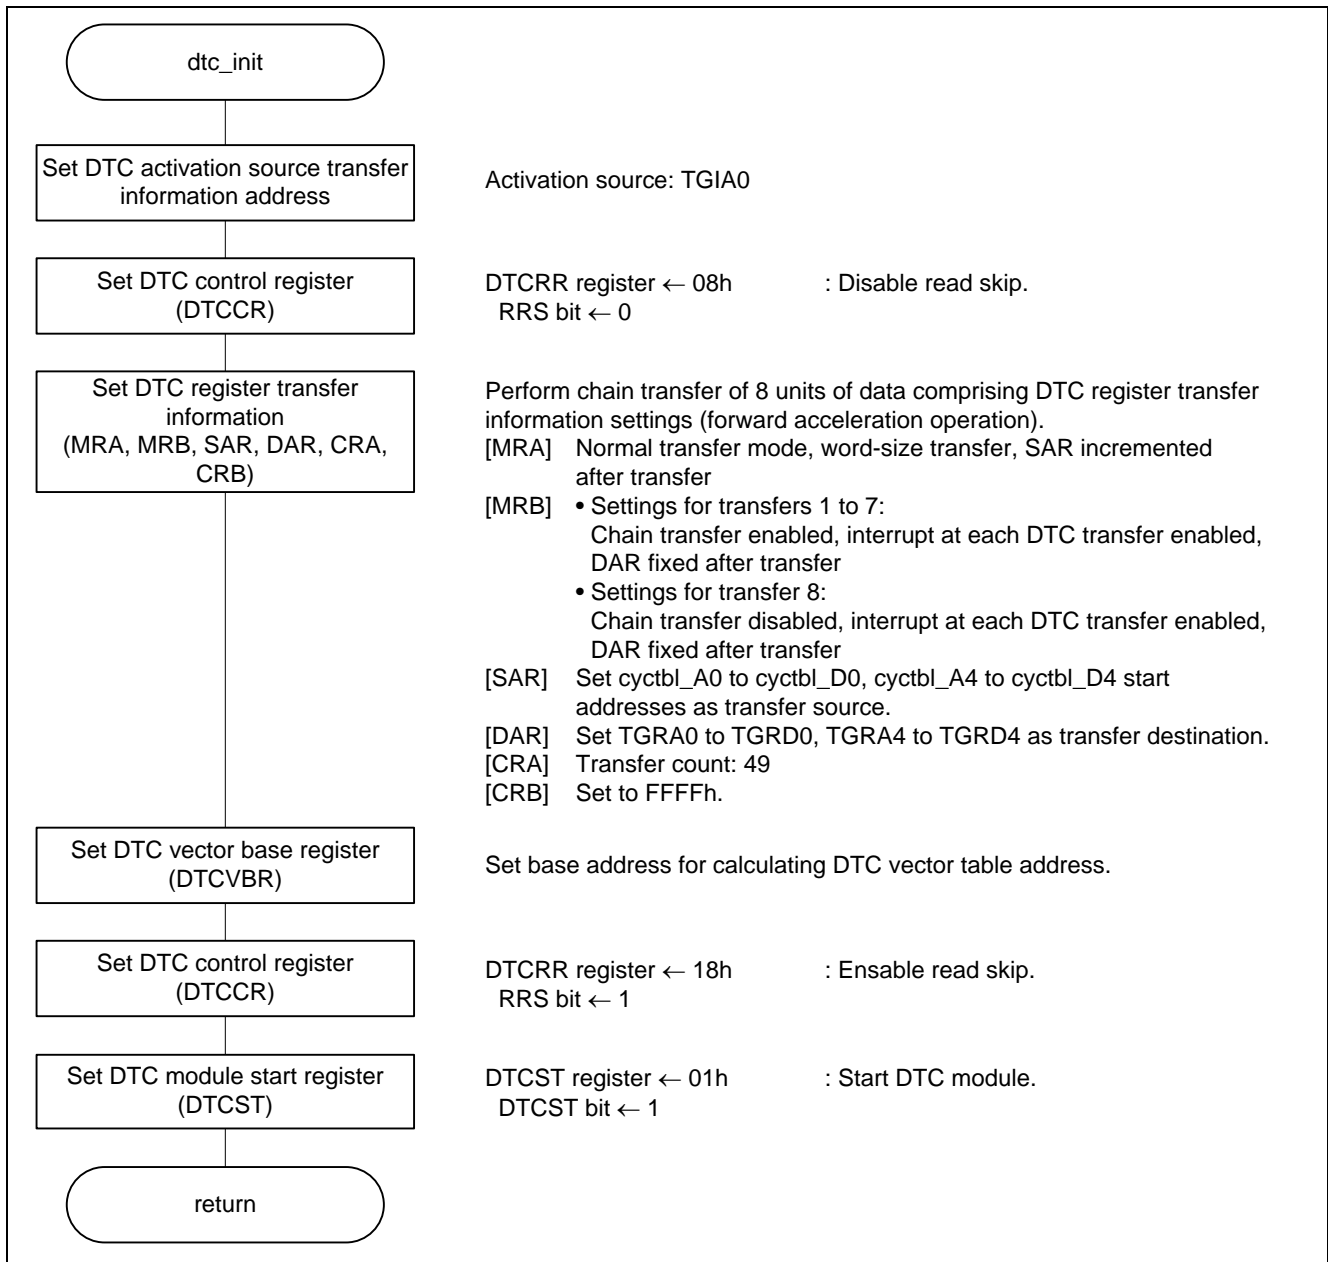 dtc_init
Set DTC activation source transfer
information address
Activation source: TGIA0
Set DTC control register
(DTCCR)
DTCRR register ← 08h : Disable read skip.
RRS bit ← 0
Set DTC register transfer
information
(MRA, MRB, SAR, DAR, CRA,
CRB)
Perform chain transfer of 8 units of data comprising DTC register transfer
information settings (forward acceleration operation).
[MRA] Normal transfer mode, word-size transfer, SAR incremented
after transfer
[MRB] • Settings for transfers 1 to 7:
Chain transfer enabled, interrupt at each DTC transfer enabled,
DAR fixed after transfer
• Settings for transfer 8:
Chain transfer disabled, interrupt at each DTC transfer enabled,
DAR fixed after transfer
[SAR] Set cyctbl_A0 to cyctbl_D0, cyctbl_A4 to cyctbl_D4 start
addresses as transfer source.
[DAR] Set TGRA0 to TGRD0, TGRA4 to TGRD4 as transfer destination.
[CRA] Transfer count: 49
[CRB] Set to FFFFh.
Set DTC vector base register
(DTCVBR)
Set base address for calculating DTC vector table address.
Set DTC control register
(DTCCR)
DTCRR register ← 18h : Ensable read skip.
RRS bit ← 1
Set DTC module start register
(DTCST)
DTCST register ← 01h : Start DTC module.
DTCST bit ← 1
return